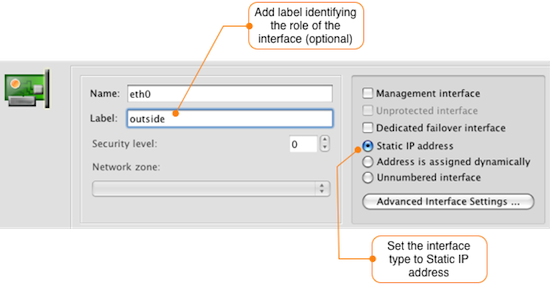 Add label identifying
the role of the
interface (optional)
Name:
eth0
Label:
outside
Security level:
0
Network zone:
Management interface
Unprotected interface
Dedicated failover interface
Static IP address
Address is assigned dynamically
Unnumbered interface
Advanced Interface Settings ...
Set the interface
type to Static IP
address